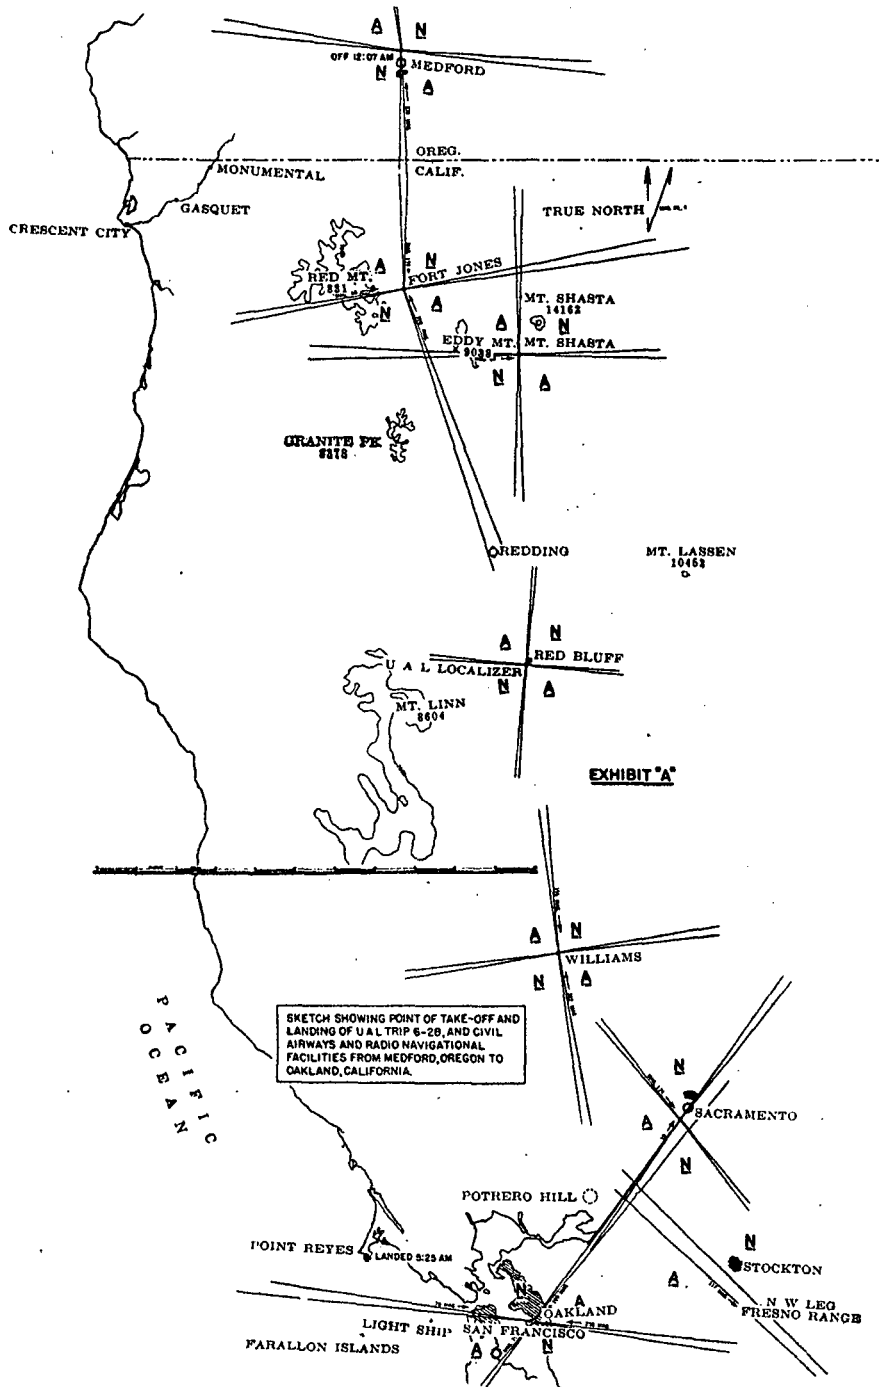 A N
OFF 12:07 AM
MEDFORD
N A
OREG.
CALIF.
MONUMENTAL
GASQUET
CRESCENT CITY
TRUE NORTH
A N
FORT JONES
RED MT.
N A
MT. SHASTA
14162
A N
EDDY MT. MT. SHASTA
N A
GRANITE PK
REDDING
MT. LASSEN
10453
A N
RED BLUFF
U A L LOCALIZER
N A
MT. LINN
8604
EXHIBIT "A"
A N
WILLIAMS
N A
PACIFIC
OCEAN
SKETCH SHOWING POINT OF TAKE-OFF AND
LANDING OF U A L TRIP 6-28, AND CIVIL
AIRWAYS AND RADIO NAVIGATIONAL
FACILITIES FROM MEDFORD, OREGON TO
OAKLAND, CALIFORNIA.
N
SACRAMENTO
A
N
POTRERO HILL
POINT REYES
LANDED 5:25 AM
N
STOCKTON
A
N W LEG
FRESNO RANGE
N
A
OAKLAND
LIGHT SHIP
SAN FRANCISCO
FARALLON ISLANDS
A N